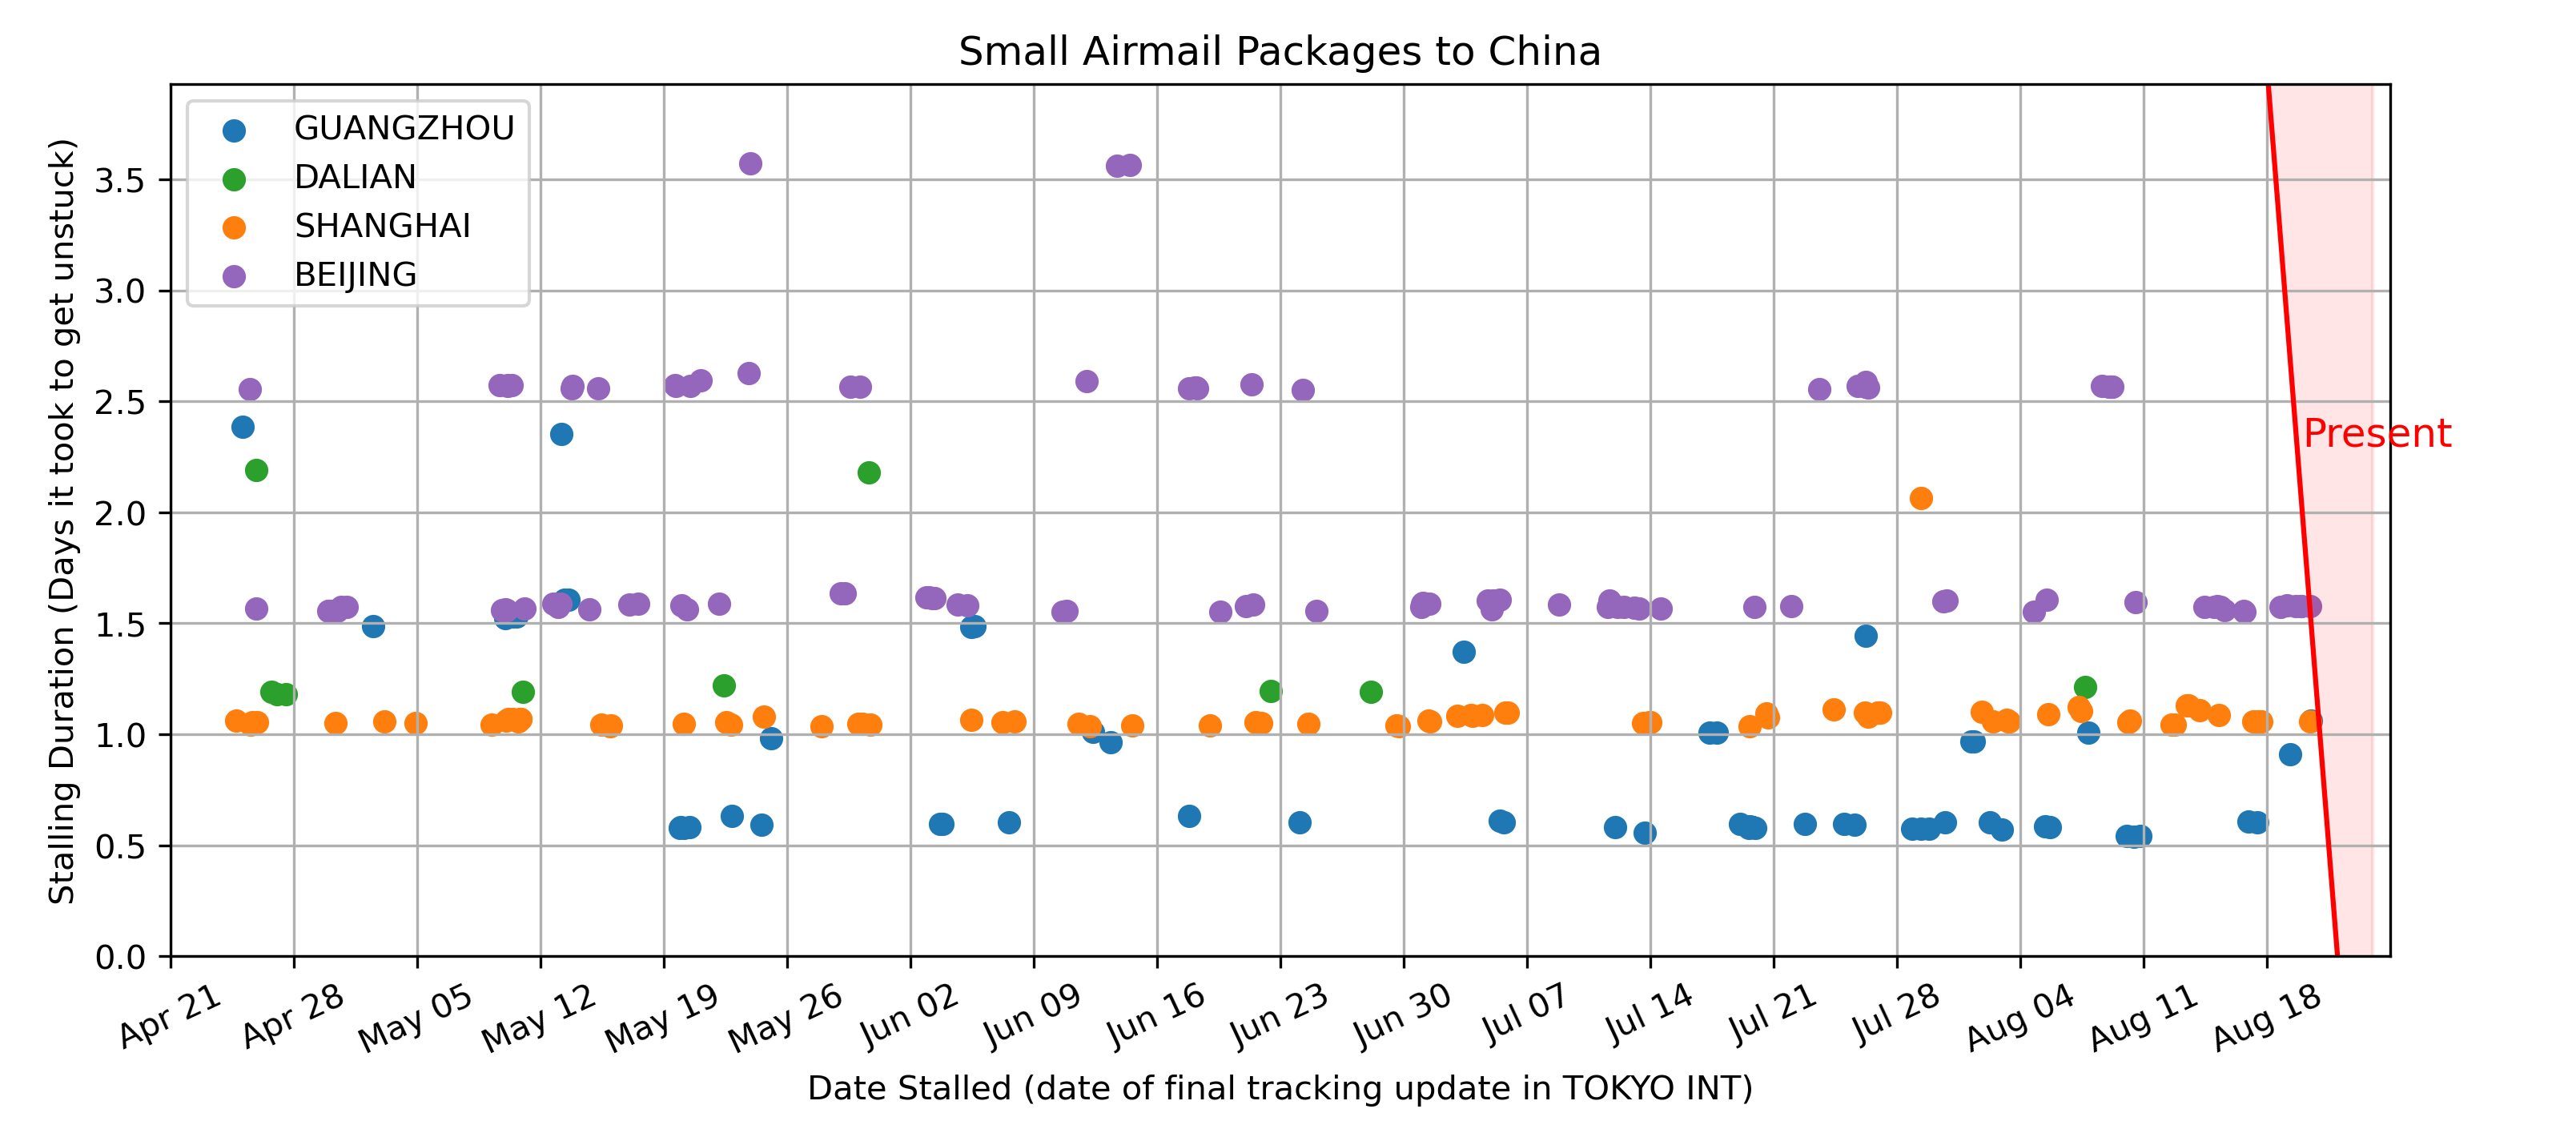 Small Airmail Packages to China
GUANGZHOU
DALIAN
SHANGHAI
BEIJING
Stalling Duration (Days it took to get unstuck)
3.5
3.0
2.5
2.0
1.5
1.0
0.5
0.0
Present
Apr 21
Apr 28
May 05
May 12
May 19
May 26
Jun 02
Jun 09
Jun 16
Jun 23
Jun 30
Jul 07
Jul 14
Jul 21
Jul 28
Aug 04
Aug 11
Aug 18
Date Stalled (date of final tracking update in TOKYO INT)